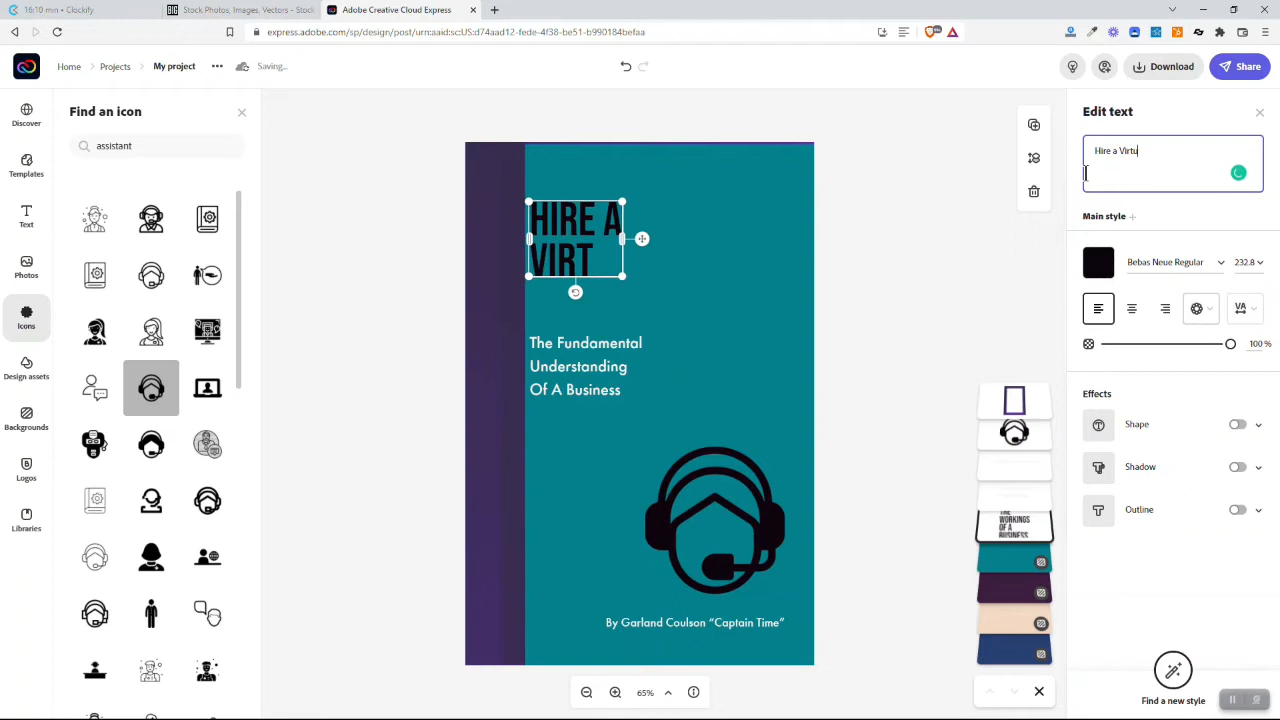 16:10 min • Clockify
Stock Photos, Images, Vectors - Stock
Adobe Creative Cloud Express
express.adobe.com/sp/design/post/urn:aaid:sc:US:d74aad12-fede-4f38-be51-b990184befaa
Home
Projects
My project
Saving...
Download
Share
Discover
Templates
Text
Photos
Icons
Design assets
Backgrounds
Logos
Libraries
Find an icon
assistant
HIRE A
VIRT
The Fundamental
Understanding
Of A Business
By Garland Coulson “Captain Time”
65%
THE
WORKINGS
OF A
BUSINESS
Edit text
Hire a Virtu
Main style
Bebas Neue Regular
232.8
VA
100 %
Effects
Shape
Shadow
Outline
Find a new style